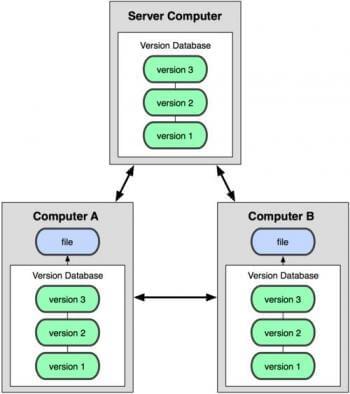 Server Computer
Version Database
version 3
version 2
version 1
Computer A
file
Version Database
version 3
version 2
version 1
Computer B
file
Version Database
version 3
version 2
version 1